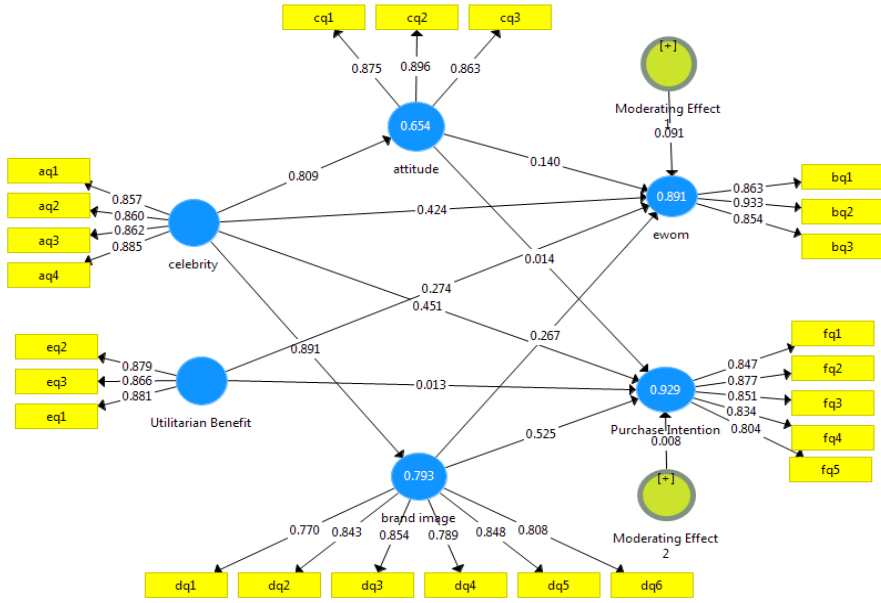 cq1
cq2
cq3
0.875
0.896
0.863
[+]
Moderating Effect
1
0.091
0.654
attitude
0.809
0.140
aq1
aq2
aq3
aq4
0.857
0.860
0.862
0.885
celebrity
0.424
0.891
ewom
0.863
0.933
0.854
bq1
bq2
bq3
0.014
0.274
0.451
0.267
0.891
eq2
eq3
eq1
0.879
0.866
0.881
Utilitarian Benefit
0.013
0.929
Purchase Intention
0.847
0.877
0.851
0.834
0.804
fq1
fq2
fq3
fq4
fq5
0.525
0.008
[+]
Moderating Effect
2
0.793
brand image
0.770
0.843
0.854
0.789
0.848
0.808
dq1
dq2
dq3
dq4
dq5
dq6